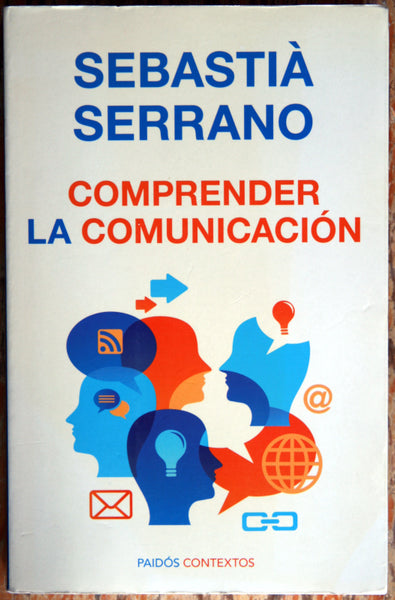 SEBASTIÀ
SERRANO
COMPRENDER
LA COMUNICACIÓN
@
PAIDÓS CONTEXTOS